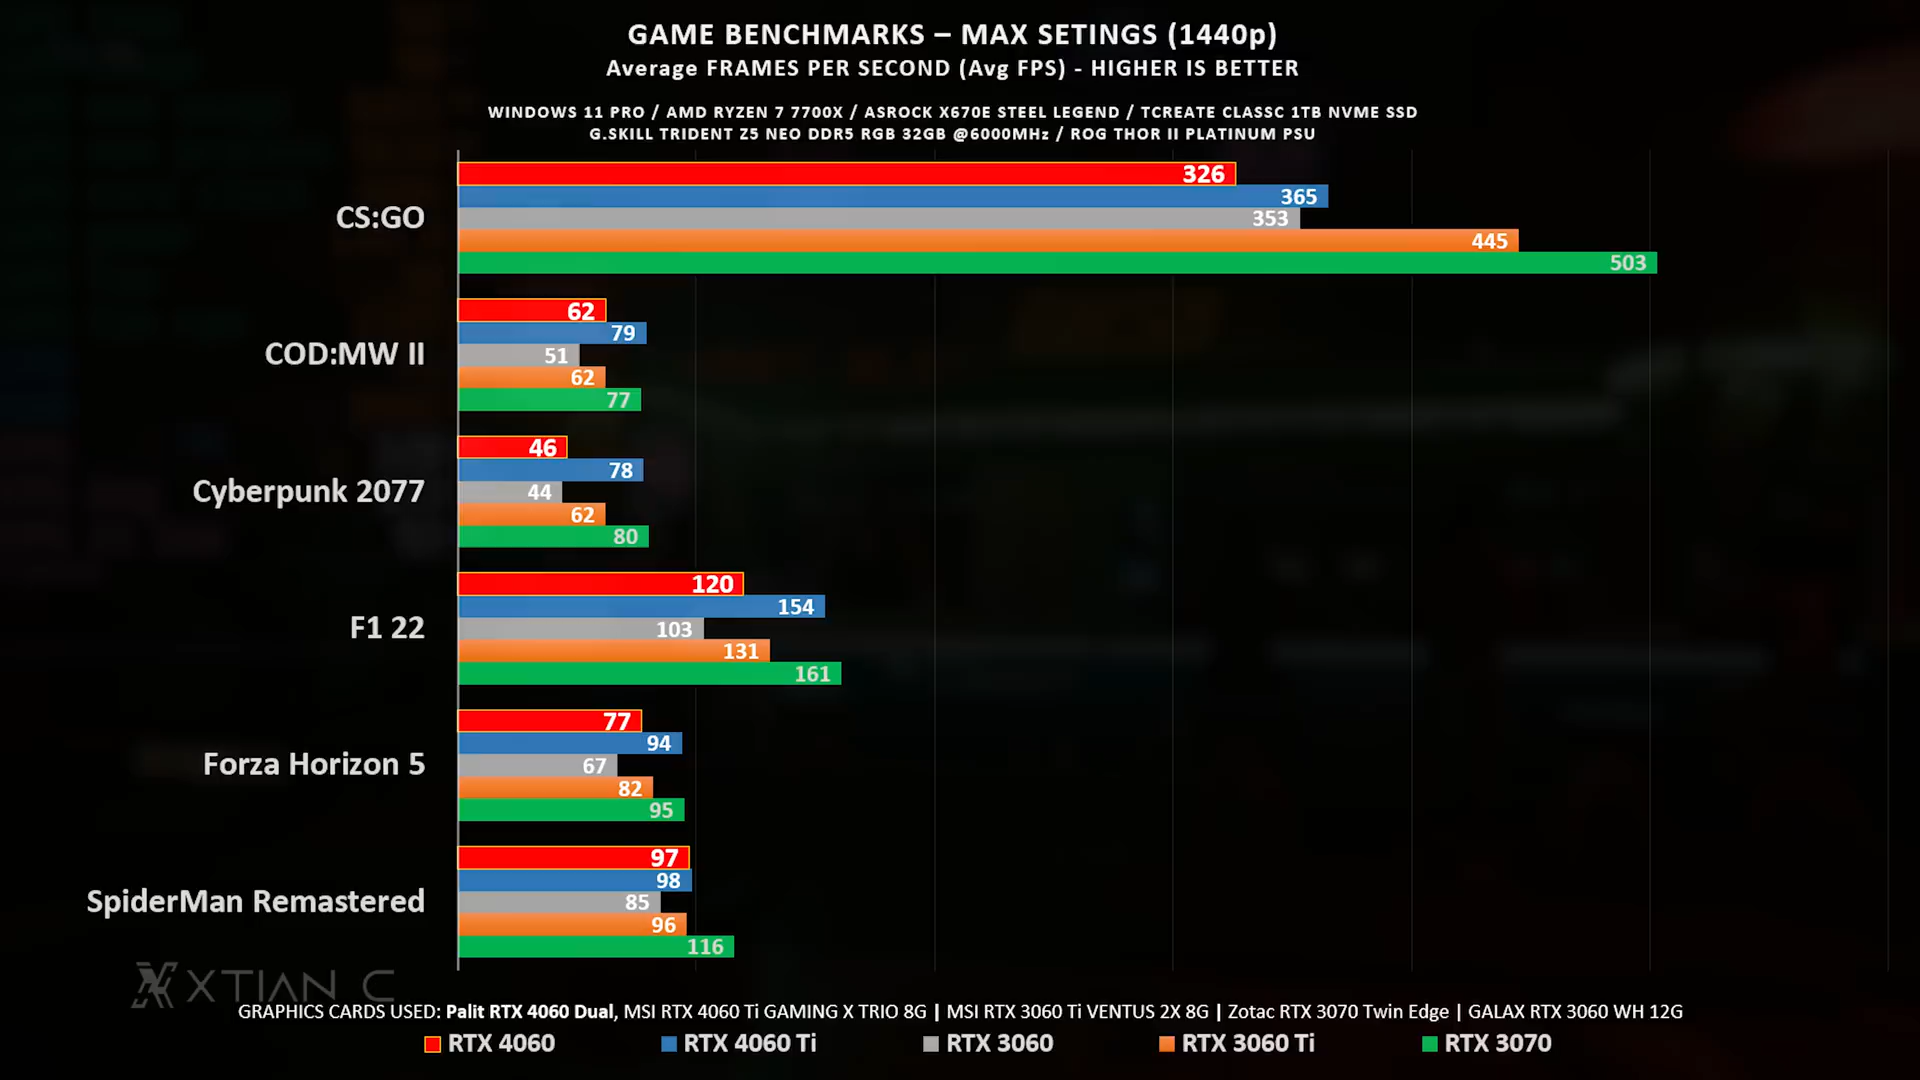 GAME BENCHMARKS – MAX SETINGS (1440p)
Average FRAMES PER SECOND (Avg FPS) - HIGHER IS BETTER
WINDOWS 11 PRO / AMD RYZEN 7 7700X / ASROCK X670E STEEL LEGEND / TCREATE CLASSC 1TB NVME SSD
G.SKILL TRIDENT Z5 NEO DDR5 RGB 32GB @6000MHz / ROG THOR II PLATINUM PSU
CS:GO
326
365
353
445
503
COD:MW II
62
79
51
62
77
Cyberpunk 2077
46
78
44
62
80
F1 22
120
154
103
131
161
Forza Horizon 5
77
94
67
82
95
SpiderMan Remastered
97
98
85
96
116
XTIAN C
GRAPHICS CARDS USED: Palit RTX 4060 Dual, MSI RTX 4060 Ti GAMING X TRIO 8G | MSI RTX 3060 Ti VENTUS 2X 8G | Zotac RTX 3070 Twin Edge | GALAX RTX 3060 WH 12G
RTX 4060 RTX 4060 Ti RTX 3060 RTX 3060 Ti RTX 3070